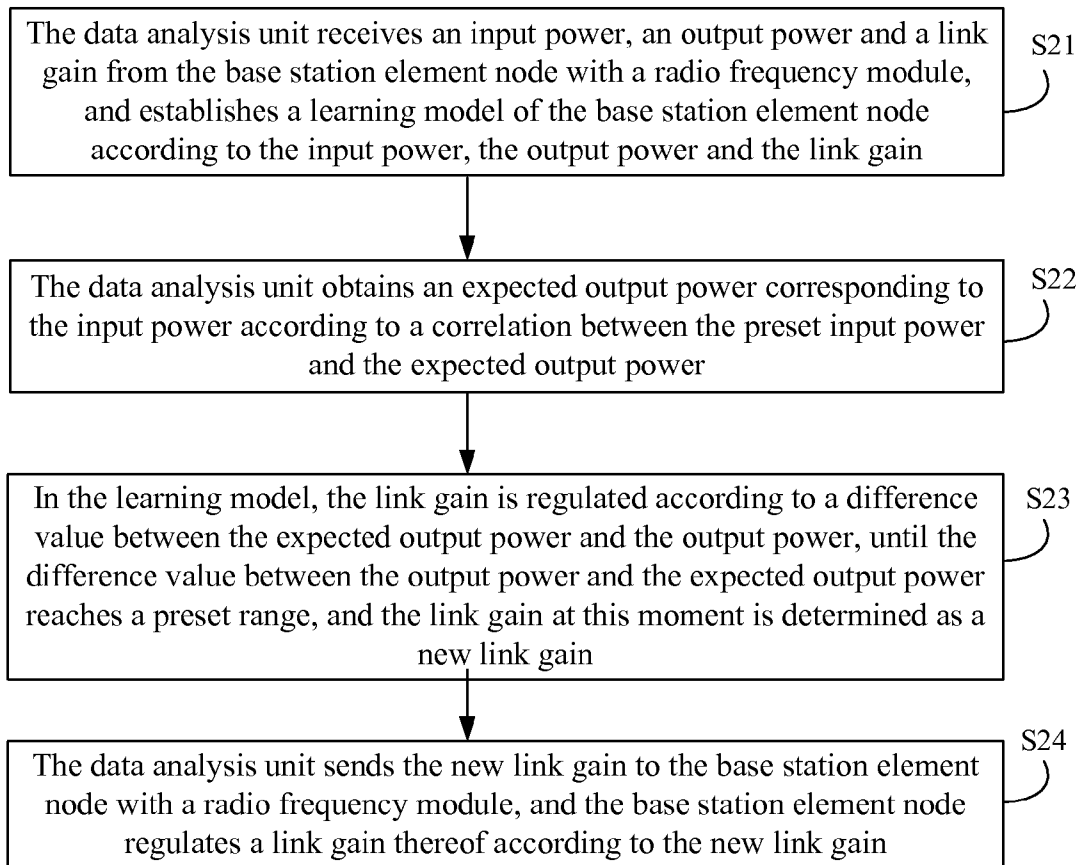 The data analysis unit receives an input power, an output power and a link
gain from the base station element node with a radio frequency module,
and establishes a learning model of the base station element node
according to the input power, the output power and the link gain
S21
The data analysis unit obtains an expected output power corresponding to
the input power according to a correlation between the preset input power
and the expected output power
S22
In the learning model, the link gain is regulated according to a difference
value between the expected output power and the output power, until the
difference value between the output power and the expected output power
reaches a preset range, and the link gain at this moment is determined as a
new link gain
S23
The data analysis unit sends the new link gain to the base station element
node with a radio frequency module, and the base station element node
regulates a link gain thereof according to the new link gain
S24